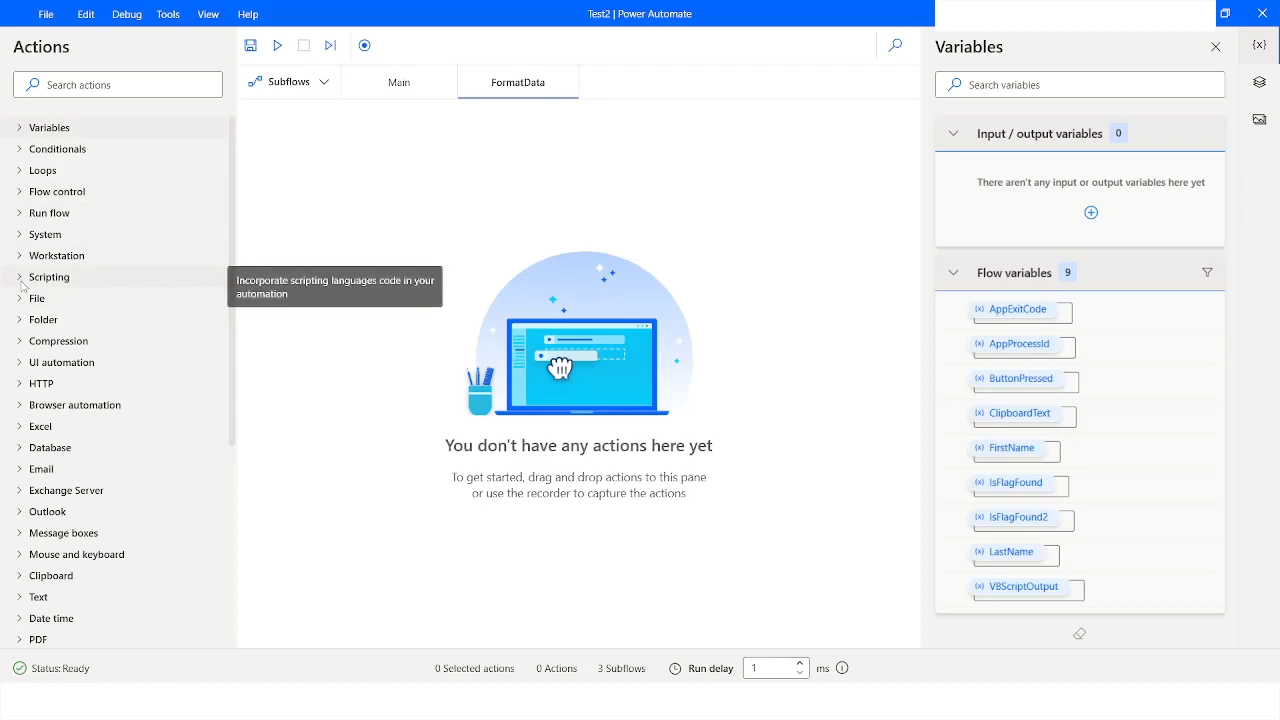 File Edit Debug Tools View Help
Test2 | Power Automate
Actions
Search actions
Variables
Conditionals
Loops
Flow control
Run flow
System
Workstation
Scripting
File
Folder
Compression
UI automation
HTTP
Browser automation
Excel
Database
Email
Exchange Server
Outlook
Message boxes
Mouse and keyboard
Clipboard
Text
Date time
PDF
Subflows
Main
FormatData
Incorporate scripting languages code in your
automation
You don't have any actions here yet
To get started, drag and drop actions to this pane
or use the recorder to capture the actions
Variables
{x}
Search variables
Input / output variables 0
There aren't any input or output variables here yet
Flow variables 9
(x) AppExitCode
(x) AppProcessId
(x) ButtonPressed
(x) ClipboardText
(x) FirstName
(x) IsFlagFound
(x) IsFlagFound2
(x) LastName
(x) VBScriptOutput
Status: Ready
0 Selected actions
0 Actions
3 Subflows
Run delay 1 ms